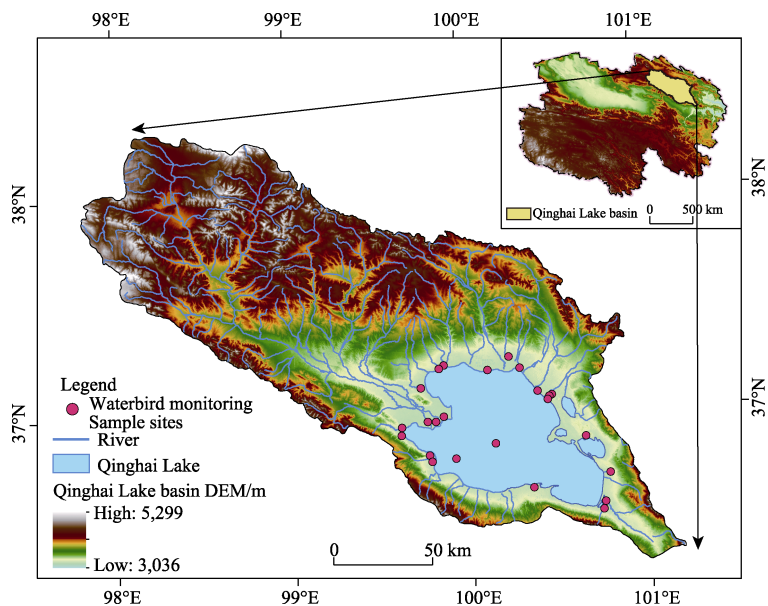 98°E 99°E 100°E 101°E
38°N
38°N
Qinghai Lake basin
0 500 km
37°N
37°N
Legend
Waterbird monitoring
Sample sites
River
Qinghai Lake
Qinghai Lake basin DEM/m
High: 5,299
Low: 3,036
0 50 km
98°E 99°E 100°E 101°E